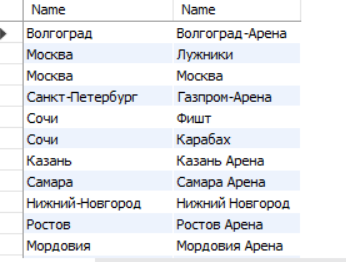 Name Name
Волгоград Волгоград-Арена
Москва Лужники
Москва Москва
Санкт-Петербург Газпром-Арена
Сочи Фишт
Сочи Карабах
Казань Казань Арена
Самара Самара Арена
Нижний-Новгород Нижний Новгород
Ростов Ростов Арена
Мордовия Мордовия Арена